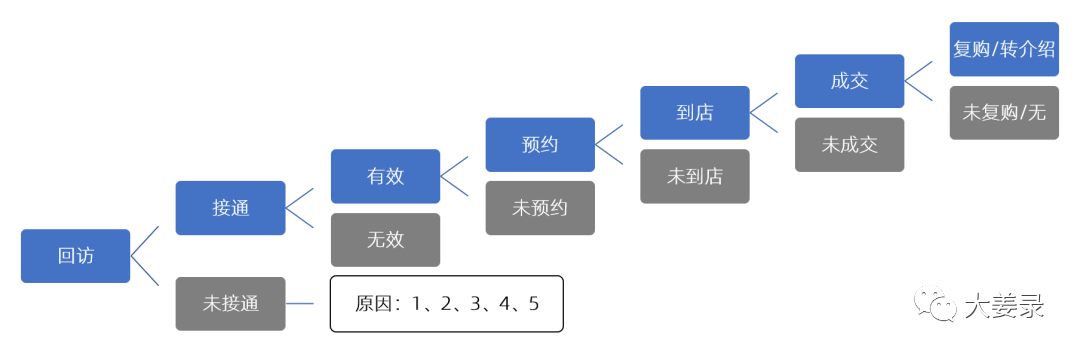 复购/转介绍
成交
未复购/无
到店
未成交
预约
未到店
有效
未预约
接通
无效
回访
未接通
原因：1、2、3、4、5
大姜录